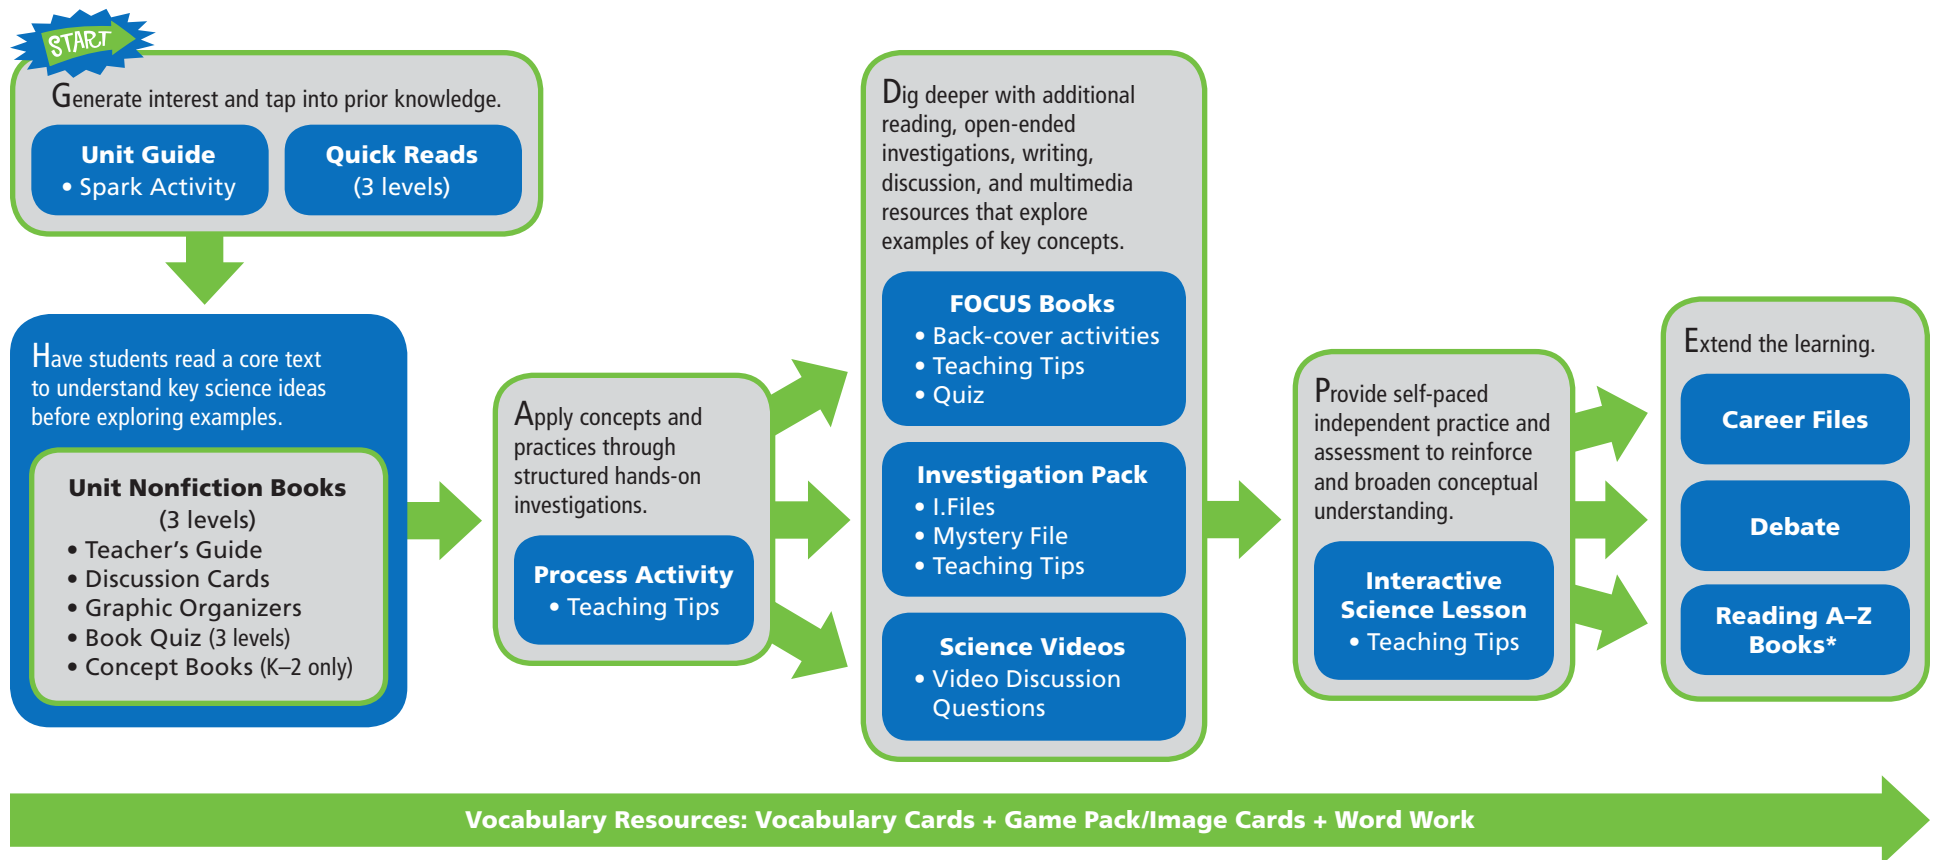 START
Generate interest and tap into prior knowledge.
Unit Guide
• Spark Activity
Quick Reads
(3 levels)
Have students read a core text
to understand key science ideas
before exploring examples.
Unit Nonfiction Books
(3 levels)
• Teacher’s Guide
• Discussion Cards
• Graphic Organizers
• Book Quiz (3 levels)
• Concept Books (K–2 only)
Apply concepts and
practices through
structured hands-on
investigations.
Process Activity
• Teaching Tips
Dig deeper with additional
reading, open-ended
investigations, writing,
discussion, and multimedia
resources that explore
examples of key concepts.
FOCUS Books
• Back-cover activities
• Teaching Tips
• Quiz
Investigation Pack
• I.Files
• Mystery File
• Teaching Tips
Science Videos
• Video Discussion
Questions
Provide self-paced
independent practice and
assessment to reinforce
and broaden conceptual
understanding.
Interactive
Science Lesson
• Teaching Tips
Extend the learning.
Career Files
Debate
Reading A–Z
Books*
Vocabulary Resources: Vocabulary Cards + Game Pack/Image Cards + Word Work